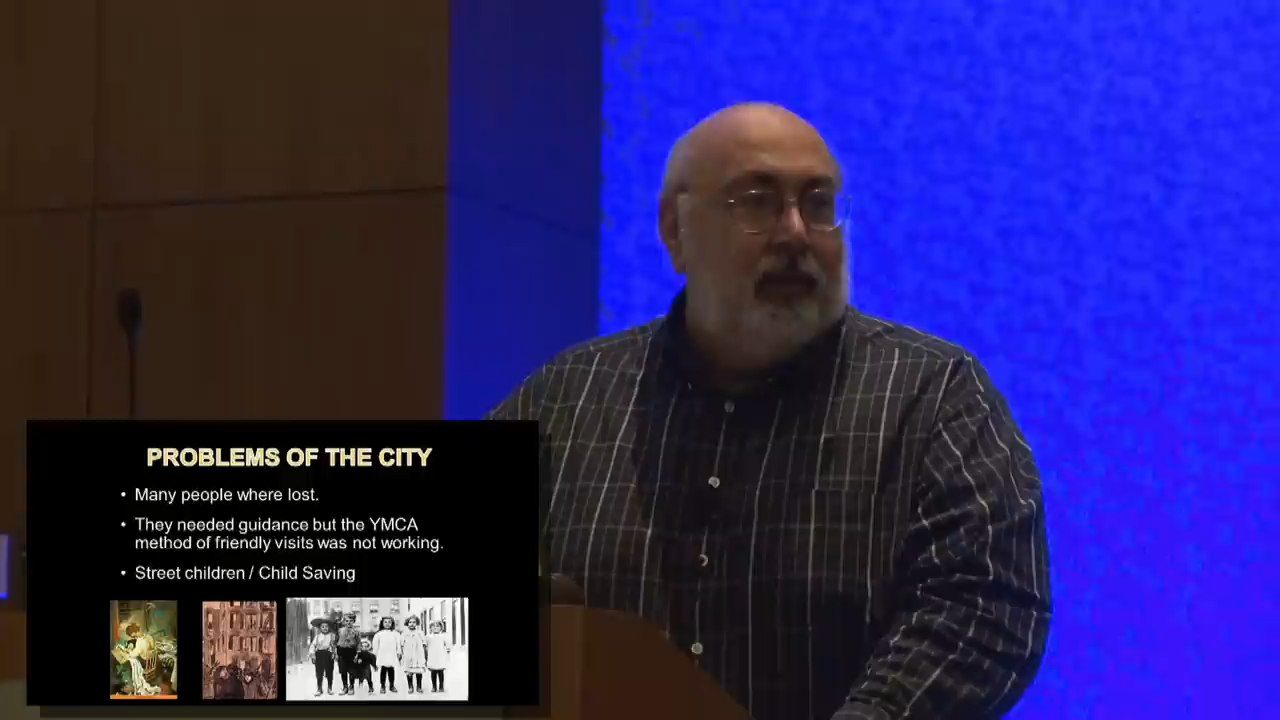 PROBLEMS OF THE CITY
• Many people where lost.
• They needed guidance but the YMCA
method of friendly visits was not working.
• Street children / Child Saving